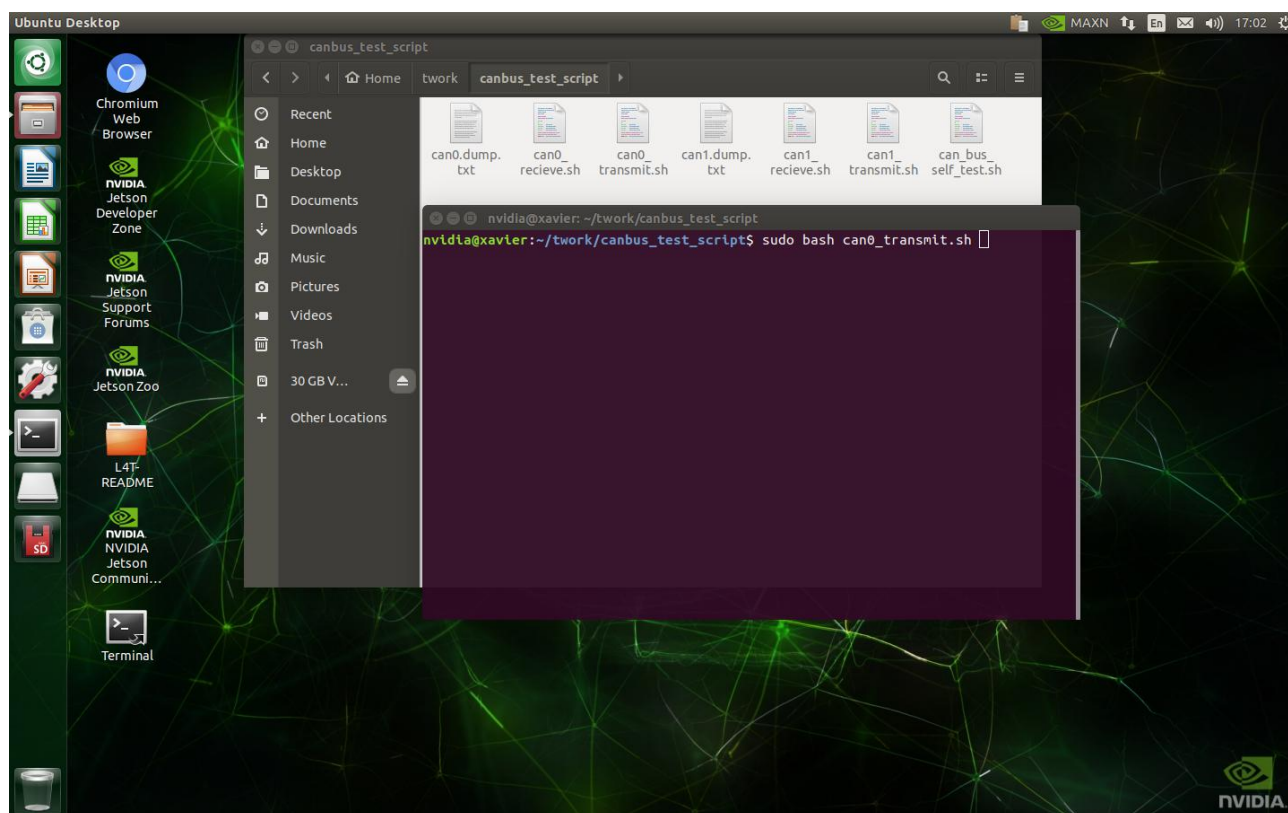 Ubuntu Desktop
MAXN
En
17:02
Chromium
Web
Browser
NVIDIA
Jetson
Developer
Zone
NVIDIA
Jetson
Support
Forums
NVIDIA
Jetson Zoo
L4T-
README
NVIDIA
NVIDIA
Jetson
Communi...
Terminal
SD
canbus_test_script
Home
twork
canbus_test_script
Recent
Home
Desktop
Documents
Downloads
Music
Pictures
Videos
Trash
30 GB V...
Other Locations
can0.dump.
txt
can0_
recieve.sh
can0_
transmit.sh
can1.dump.
txt
can1_
recieve.sh
can1_
transmit.sh
can_bus_
self_test.sh
nvidia@xavier: ~/twork/canbus_test_script
nvidia@xavier:~/twork/canbus_test_script$ sudo bash can0_transmit.sh
NVIDIA.